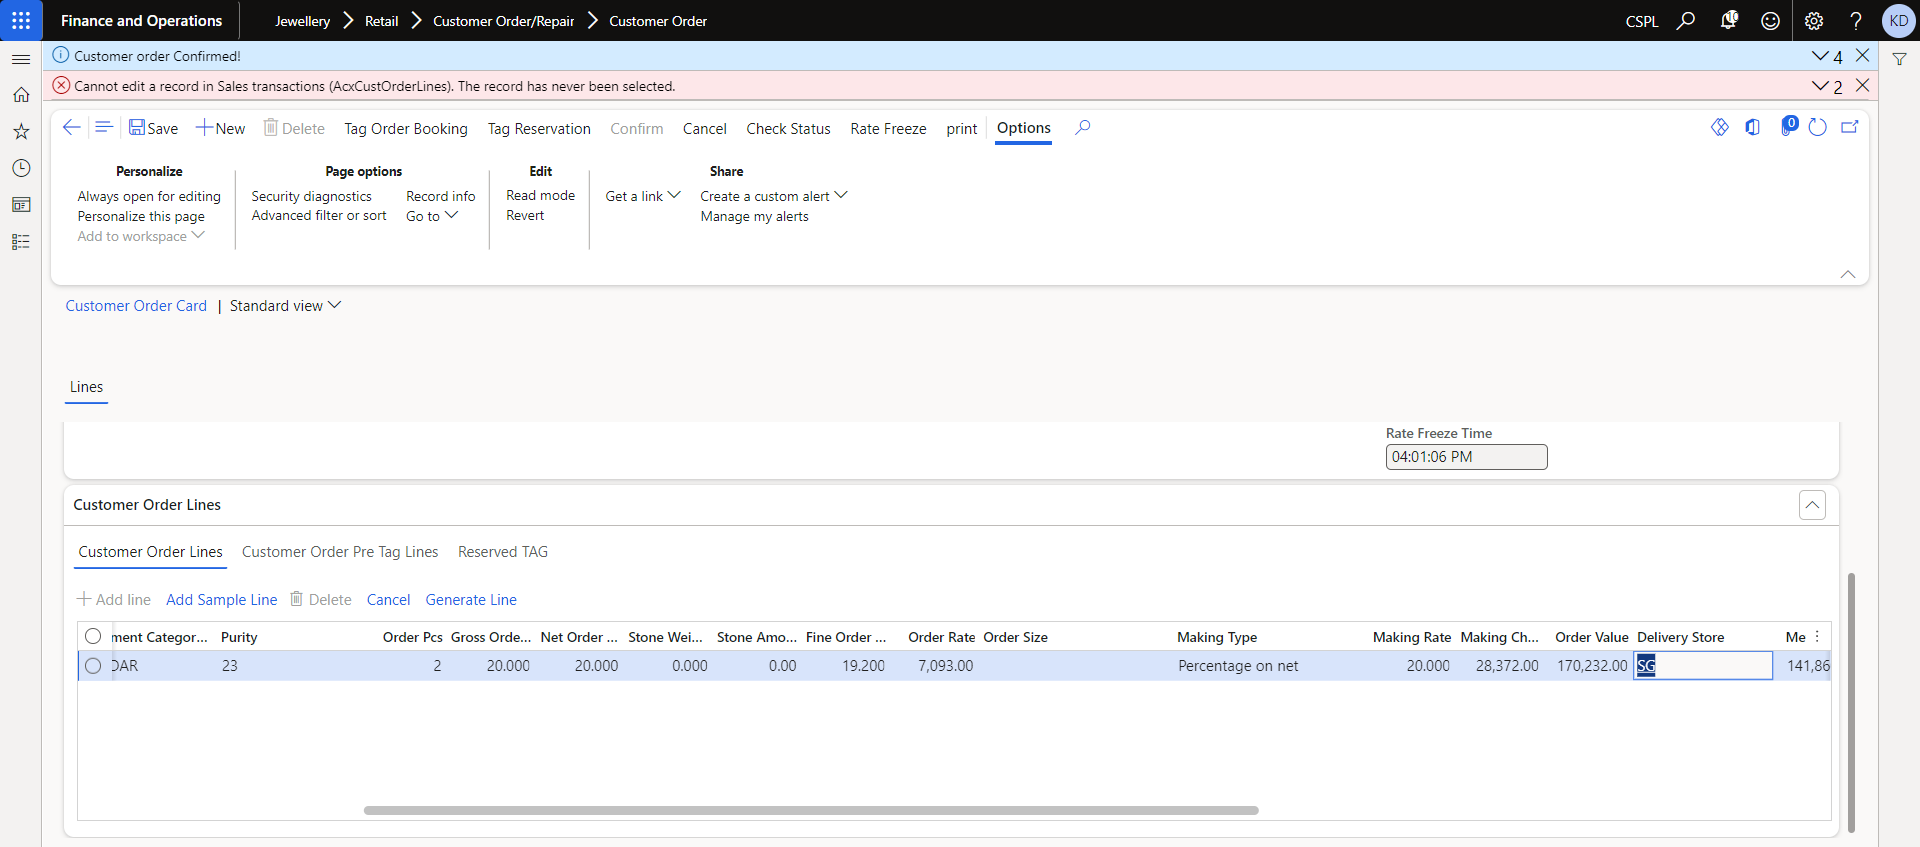 Finance and Operations
Jewellery > Retail > Customer Order/Repair > Customer Order
CSPL
KD
Customer order Confirmed!
4
Cannot edit a record in Sales transactions (AcxCustOrderLines). The record has never been selected.
2
Save New Delete Tag Order Booking Tag Reservation Confirm Cancel Check Status Rate Freeze print Options
0
Personalize Page options Edit Share
Always open for editing Security diagnostics Record info Read mode Get a link Create a custom alert
Personalize this page Advanced filter or sort Go to Revert Manage my alerts
Add to workspace
Customer Order Card | Standard view
Lines
Rate Freeze Time
04:01:06 PM
Customer Order Lines
Customer Order Lines Customer Order Pre Tag Lines Reserved TAG
Add line Add Sample Line Delete Cancel Generate Line
ment Categor... Purity Order Pcs Gross Orde... Net Order ... Stone Wei... Stone Amo... Fine Order ... Order Rate Order Size Making Type Making Rate Making Ch... Order Value Delivery Store Me
DAR 23 2 20.000 20.000 0.000 0.00 19.200 7,093.00 Percentage on net 20.000 28,372.00 170,232.00 SG 141,86